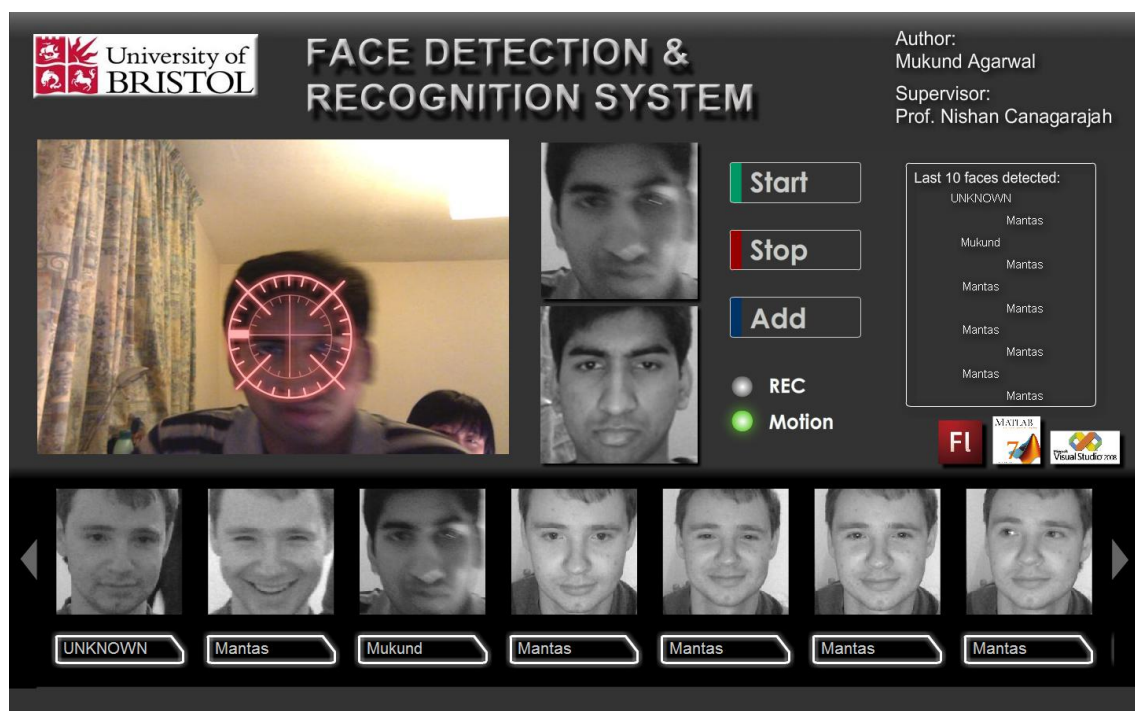 University of
BRISTOL
FACE DETECTION &
RECOGNITION SYSTEM
Author:
Mukund Agarwal
Supervisor:
Prof. Nishan Canagarajah
Start
Stop
Add
REC
Motion
Last 10 faces detected:
UNKNOWN
Mantas
Mukund
Mantas
Mantas
Mantas
Mantas
Mantas
Mantas
Mantas
Fl
MATLAB
7
Visual Studio 2008
UNKNOWN
Mantas
Mukund
Mantas
Mantas
Mantas
Mantas